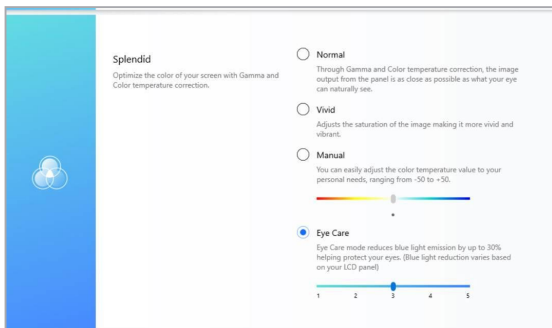 Splendid
Optimize the color of your screen with Gamma and
Color temperature correction.
Normal
Through Gamma and Color temperature correction, the image
output from the panel is as close as possible as what your eye
can naturally see.
Vivid
Adjusts the saturation of the image making it more vivid and
vibrant.
Manual
You can easily adjust the color temperature value to your
personal needs, ranging from -50 to +50.
Eye Care
Eye Care mode reduces blue light emission by up to 30%
helping protect your eyes. (Blue light reduction varies based
on your LCD panel)
1 2 3 4 5